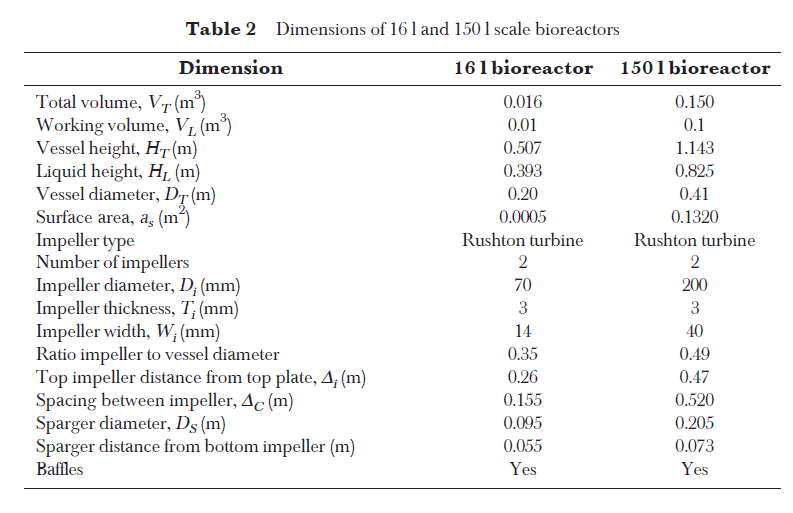 Table 2 Dimensions of 16 l and 150 l scale bioreactors
Dimension 16 l bioreactor 150 l bioreactor
Total volume, V_T (m³) 0.016 0.150
Working volume, V_L (m³) 0.01 0.1
Vessel height, H_T (m) 0.507 1.143
Liquid height, H_L (m) 0.393 0.825
Vessel diameter, D_T (m) 0.20 0.41
Surface area, a_s (m²) 0.0005 0.1320
Impeller type Rushton turbine Rushton turbine
Number of impellers 2 2
Impeller diameter, D_i (mm) 70 200
Impeller thickness, T_i (mm) 3 3
Impeller width, W_i (mm) 14 40
Ratio impeller to vessel diameter 0.35 0.49
Top impeller distance from top plate, Δ_i (m) 0.26 0.47
Spacing between impeller, Δ_C (m) 0.155 0.520
Sparger diameter, D_S (m) 0.095 0.205
Sparger distance from bottom impeller (m) 0.055 0.073
Baffles Yes Yes